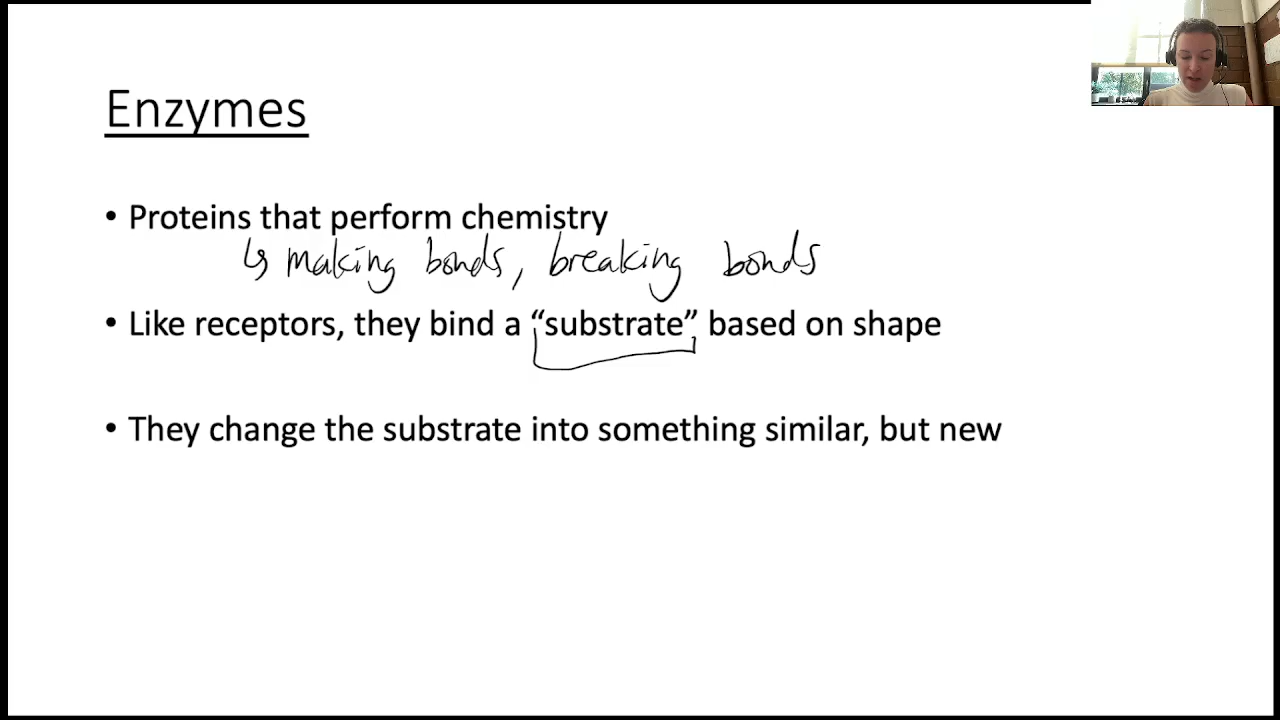 Enzymes
• Proteins that perform chemistry
↳ making bonds, breaking bonds
• Like receptors, they bind a “substrate” based on shape
• They change the substrate into something similar, but new